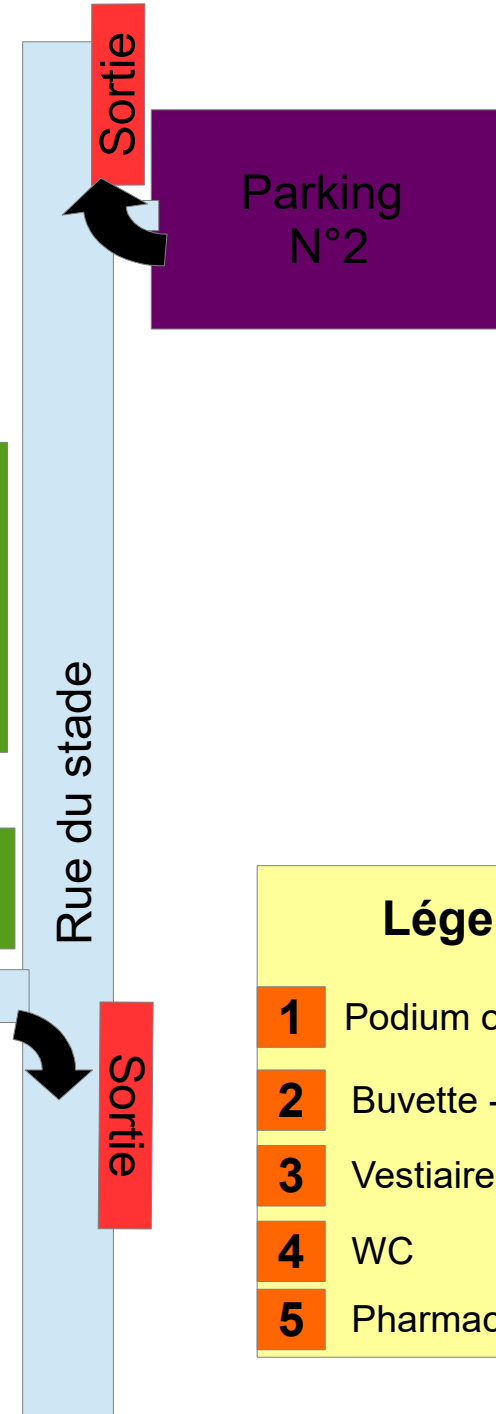 Sortie
Parking
N°2
Rue du stade
Sortie
Lége
1 Podium
2 Buvette -
3 Vestiaire
4 WC
5 Pharmac